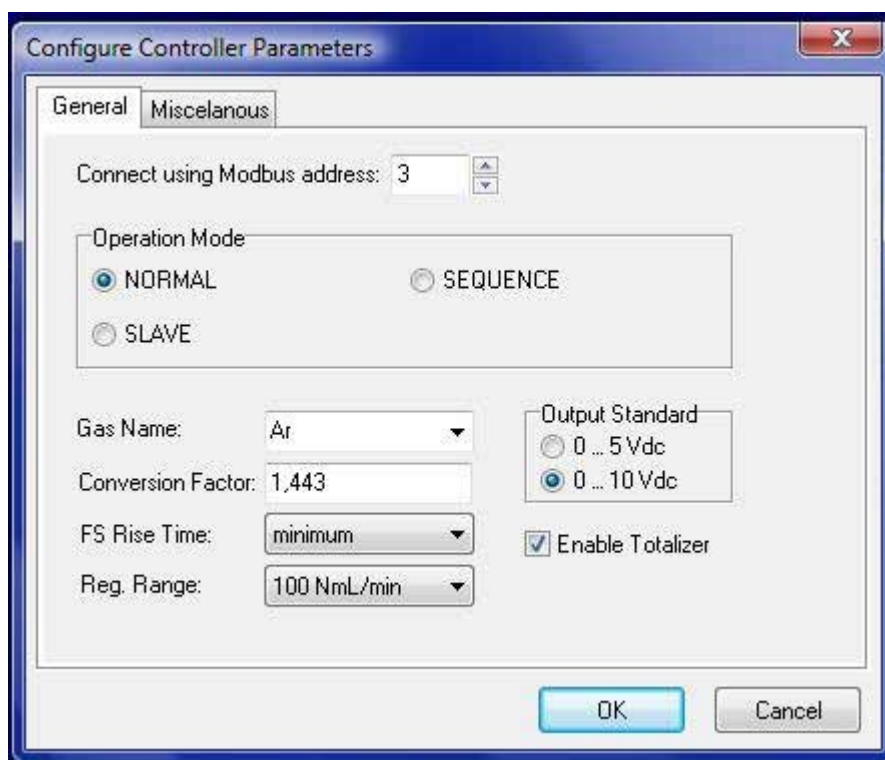 Configure Controller Parameters
General
Miscelanous
Connect using Modbus address: 3
Operation Mode
NORMAL
SEQUENCE
SLAVE
Gas Name: Ar
Conversion Factor: 1,443
FS Rise Time: minimum
Reg. Range: 100 NmL/min
Output Standard
0 ... 5 Vdc
0 ... 10 Vdc
Enable Totalizer
OK
Cancel